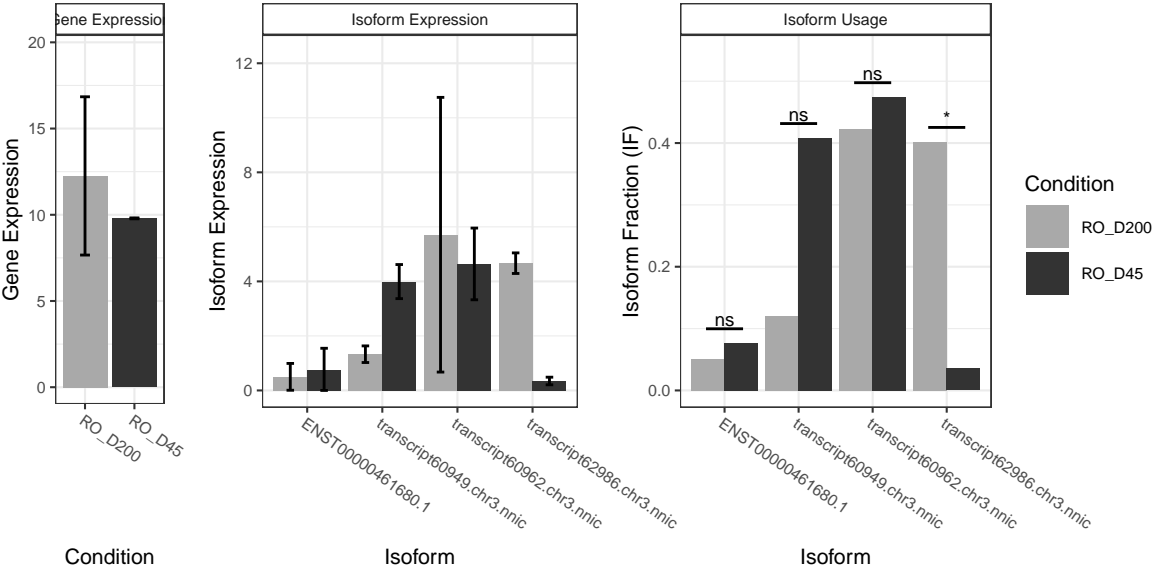 Gene Expression
Isoform Expression
Isoform Usage
Gene Expression
20
15
10
5
0
RO_D200
RO_D45
Condition
Isoform Expression
12
8
4
0
ENST00000461680.1
transcript60949.chr3.nnic
transcript60962.chr3.nnic
transcript62986.chr3.nnic
Isoform
Isoform Fraction (IF)
0.4
0.2
0.0
ns
ns
ns
*
ENST00000461680.1
transcript60949.chr3.nnic
transcript60962.chr3.nnic
transcript62986.chr3.nnic
Isoform
Condition
RO_D200
RO_D45